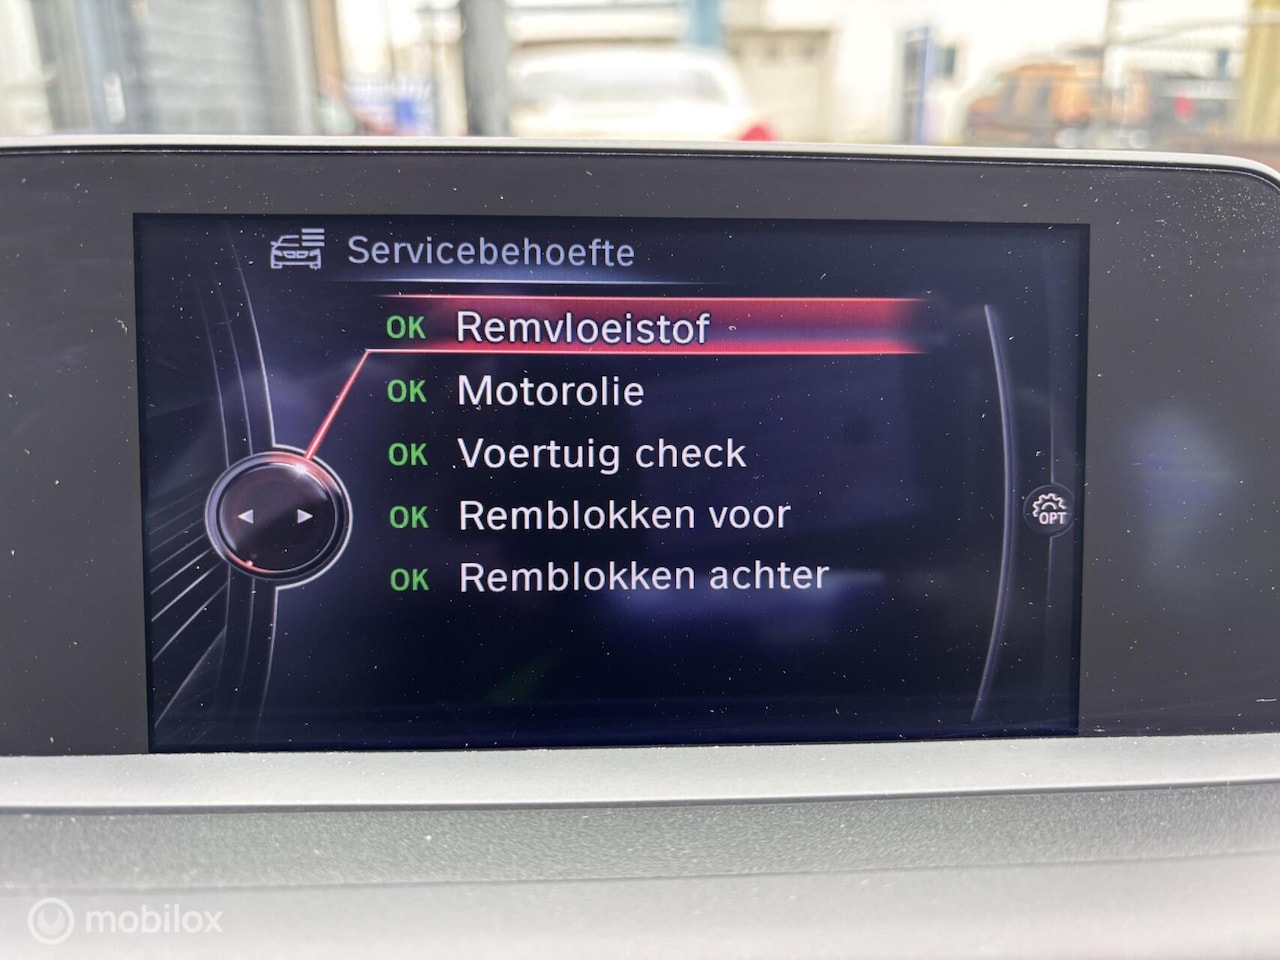 Servicebehoefte
OK Remvloeistof
OK Motorolie
OK Voertuig check
OK Remblokken voor
OK Remblokken achter
OPT
mobilox